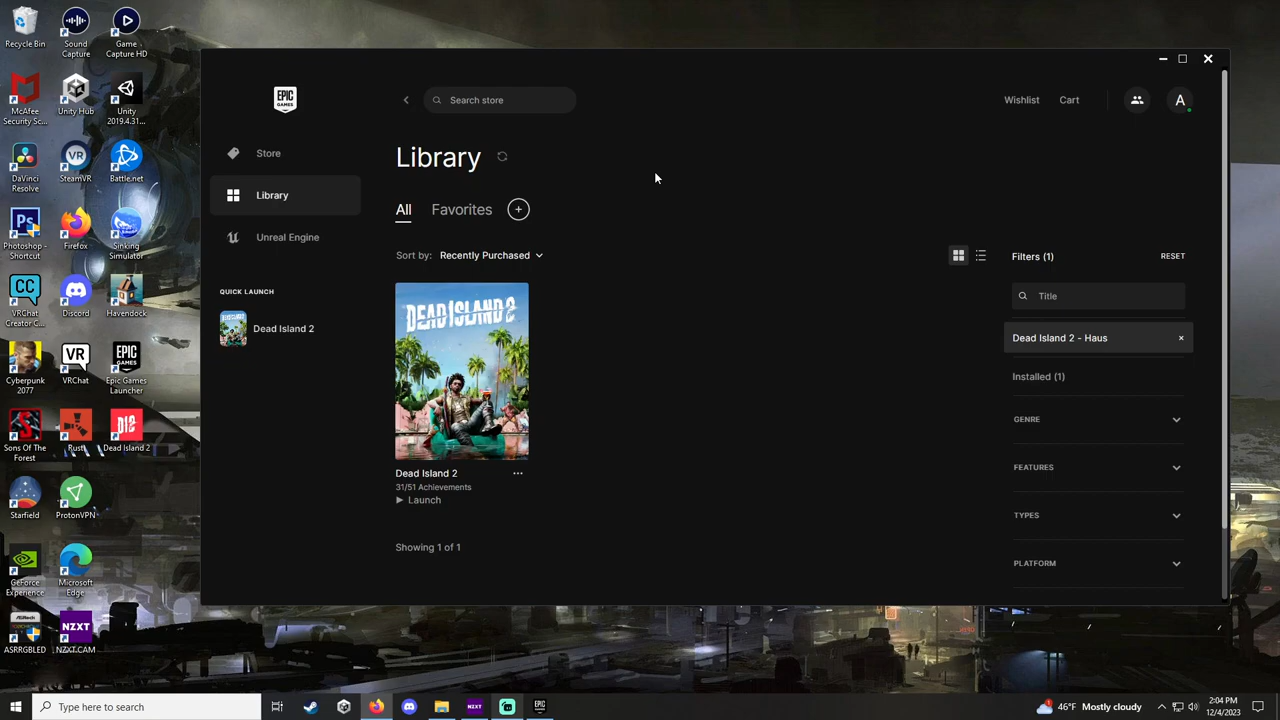 Recycle Bin
Sound
Capture
Game
Capture HD
McAfee
Security Sc...
Unity Hub
Unity
2019.4.31...
DaVinci
Resolve
SteamVR
Battle.net
Photoshop -
Shortcut
Firefox
Sinking
Simulator
VRChat
Creator C...
Discord
Havendock
Cyberpunk
2077
VRChat
Epic Games
Launcher
Sons Of The
Forest
Rust
Dead Island 2
Starfield
ProtonVPN
GeForce
Experience
Microsoft
Edge
ASRRGBLED
NZXT CAM
EPIC
GAMES
Search store
Wishlist
Cart
A
Store
Library
Unreal Engine
QUICK LAUNCH
Dead Island 2
Library
All
Favorites
Sort by: Recently Purchased
DEAD ISLAND 2
Dead Island 2
31/51 Achievements
Launch
Showing 1 of 1
Filters (1)
RESET
Title
Dead Island 2 - Haus
Installed (1)
GENRE
FEATURES
TYPES
PLATFORM
Type here to search
46°F Mostly cloudy
2:04 PM
12/4/2023